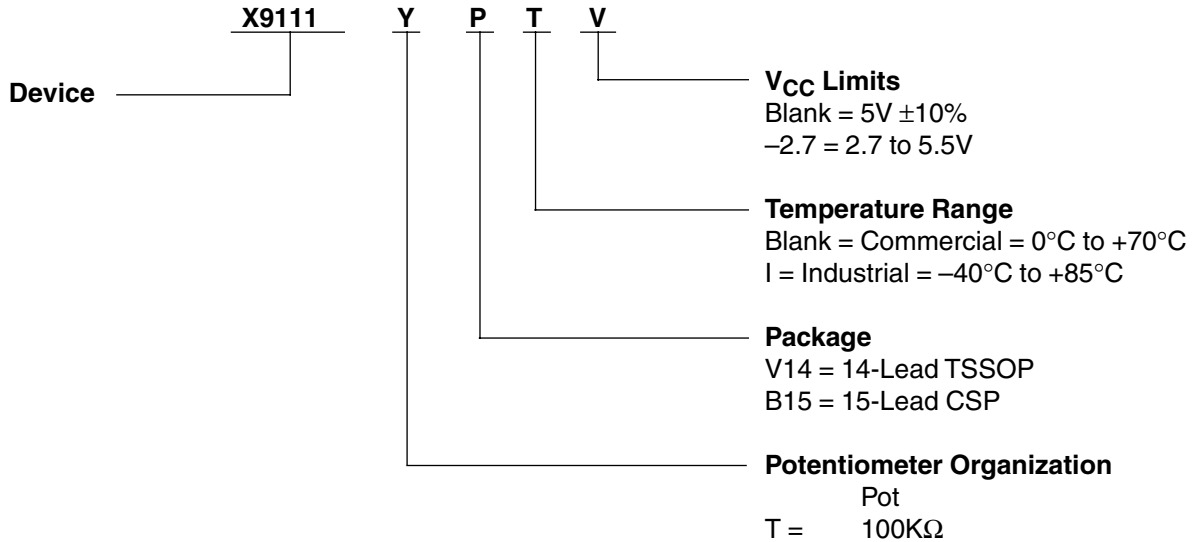 X9111 Y P T V
Device
VCC Limits
Blank = 5V ±10%
–2.7 = 2.7 to 5.5V
Temperature Range
Blank = Commercial = 0°C to +70°C
I = Industrial = –40°C to +85°C
Package
V14 = 14-Lead TSSOP
B15 = 15-Lead CSP
Potentiometer Organization
Pot
T = 100KΩ